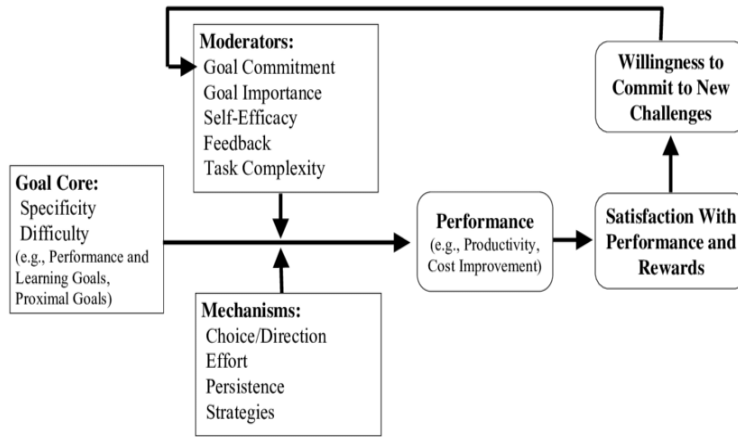 Moderators:
Goal Commitment
Goal Importance
Self-Efficacy
Feedback
Task Complexity
Willingness to
Commit to New
Challenges
Goal Core:
Specificity
Difficulty
(e.g., Performance and
Learning Goals,
Proximal Goals)
Performance
(e.g., Productivity,
Cost Improvement)
Satisfaction With
Performance and
Rewards
Mechanisms:
Choice/Direction
Effort
Persistence
Strategies